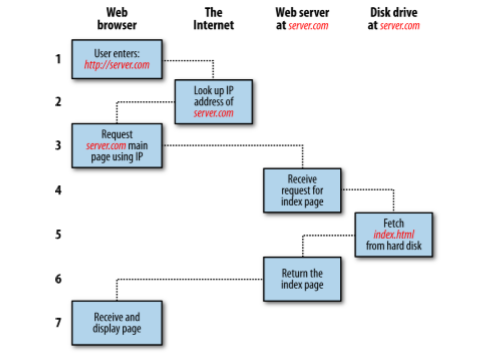 Web browser
The Internet
Web server at server.com
Disk drive at server.com
1
User enters:
http://server.com
2
Look up IP
address of
server.com
3
Request
server.com main
page using IP
4
Receive
request for
index page
5
Fetch
index.html
from hard disk
6
Return the
index page
7
Receive and
display page